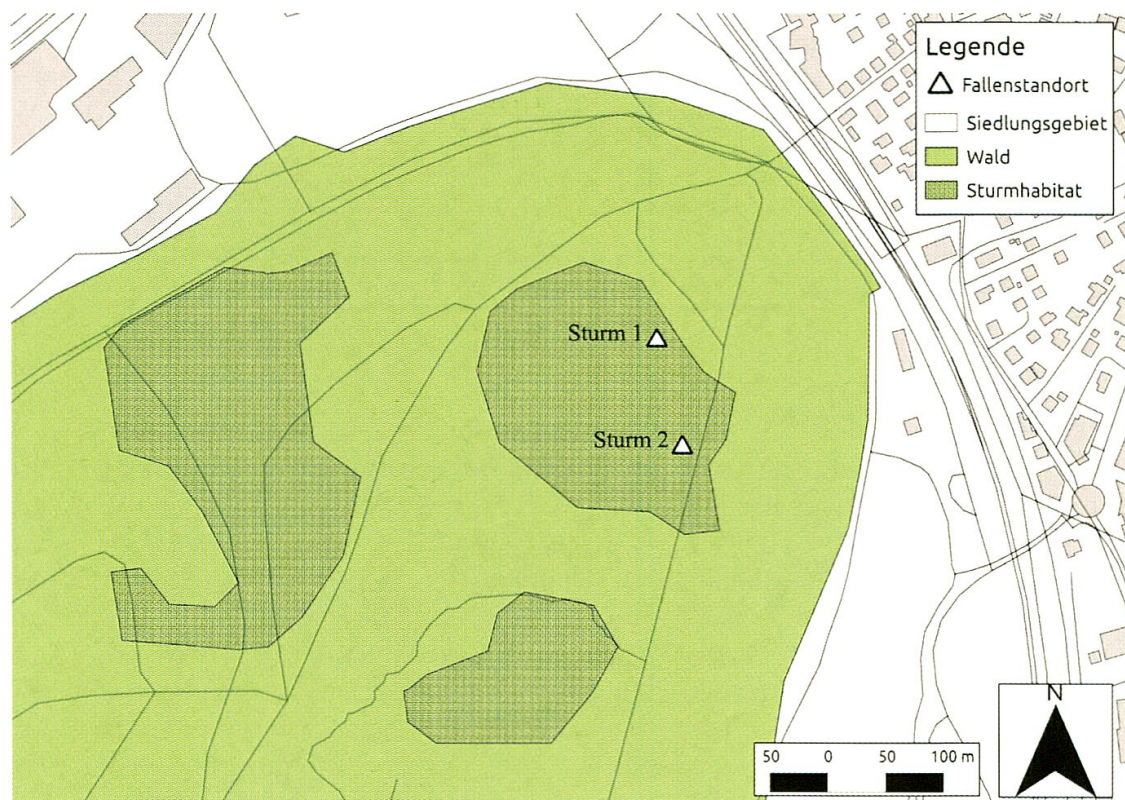 Legende
Fallenstandort
Siedlungsgebiet
Wald
Sturmhabitat
Sturm 1
Sturm 2
N
50 0 50 100 m